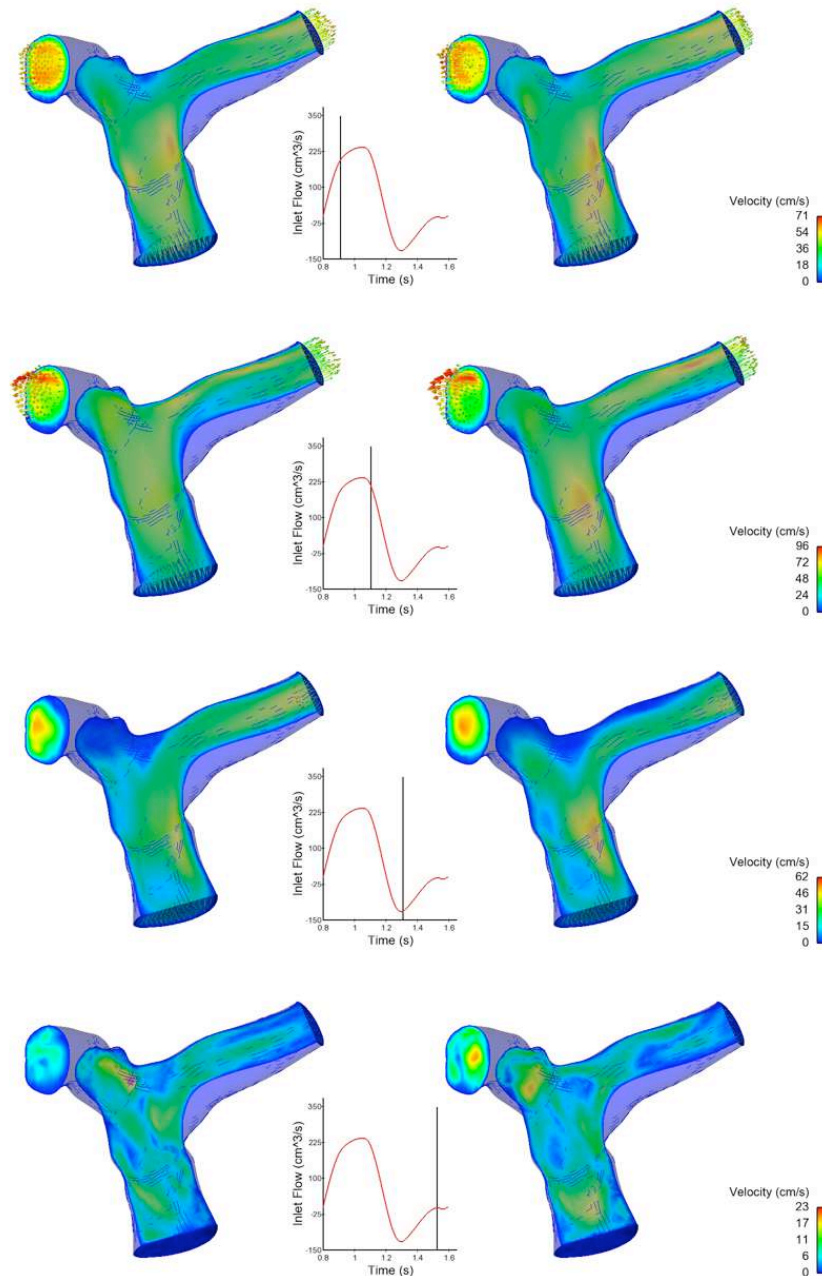 350
225
100
-25
-150
Inlet Flow (cm^3/s)
0.8 1 1.2 1.4 1.6
Time (s)
Velocity (cm/s)
71
54
36
18
0
350
225
100
-25
-150
Inlet Flow (cm^3/s)
0.8 1 1.2 1.4 1.6
Time (s)
Velocity (cm/s)
96
72
48
24
0
350
225
100
-25
-150
Inlet Flow (cm^3/s)
0.8 1 1.2 1.4 1.6
Time (s)
Velocity (cm/s)
62
46
31
15
0
350
225
100
-25
-150
Inlet Flow (cm^3/s)
0.8 1 1.2 1.4 1.6
Time (s)
Velocity (cm/s)
23
17
11
6
0